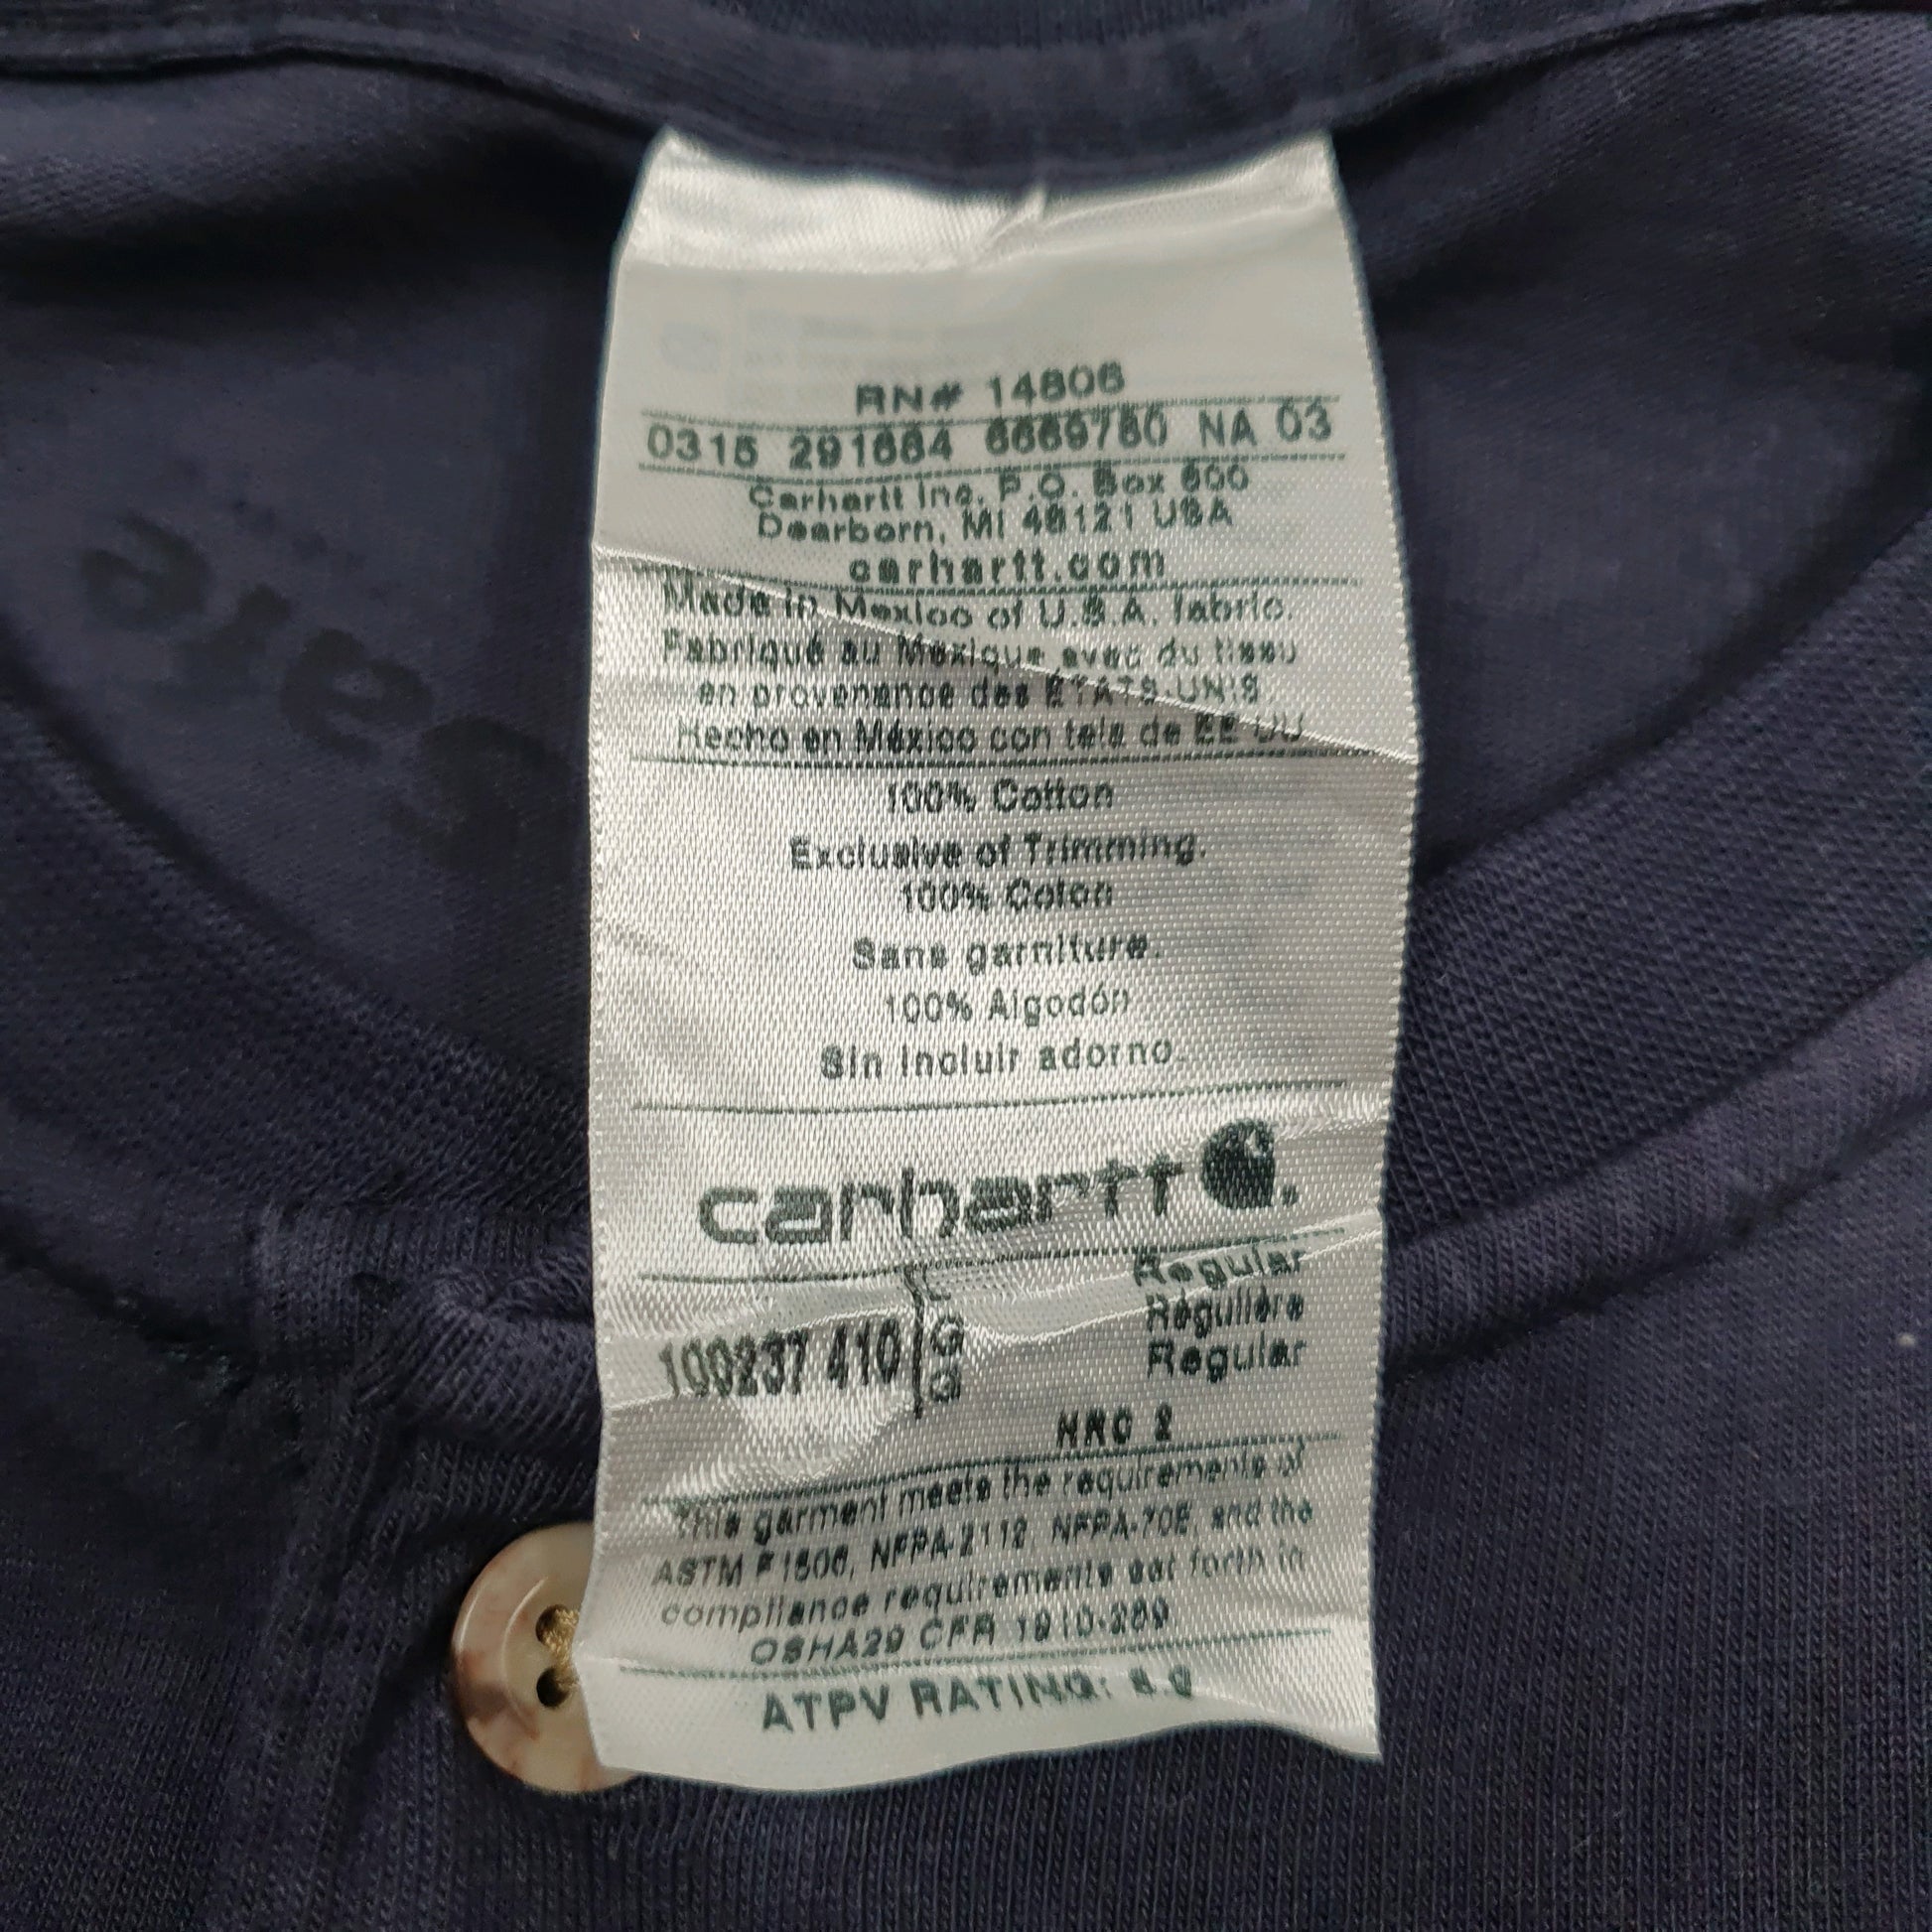 RN# 14806
0315 291684 6669780 NA 03
Carhartt Inc. P.O. Box 600
Dearborn, MI 48121 USA
carhartt.com
Made in Mexico of U.S.A. fabric.
Fabriqué au Mexique avec du tissu
en provenance des ÉTATS-UNIS
Hecho en México con tela de EE UU
100% Cotton
Exclusive of Trimming.
100% Coton
Sans garniture.
100% Algodón
Sin incluir adorno.
carhartt
L Regular
G Régulière
100237 410
G Regular
HRC 2
This garment meets the requirements of
ASTM F1506, NFPA-2112 NFPA-70E, and the
compliance requirements set forth in
OSHA29 CFR 1910-269
ATPV RATING: